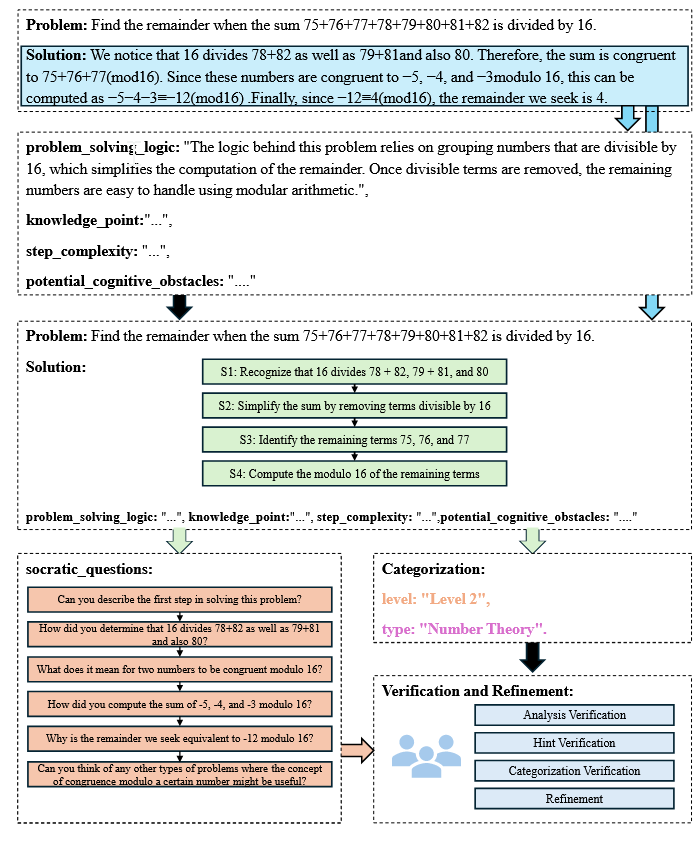 Problem: Find the remainder when the sum 75+76+77+78+79+80+81+82 is divided by 16.
Solution: We notice that 16 divides 78+82 as well as 79+81and also 80. Therefore, the sum is congruent
to 75+76+77(mod16). Since these numbers are congruent to −5, −4, and −3modulo 16, this can be
computed as −5−4−3≡−12(mod16) .Finally, since −12≡4(mod16), the remainder we seek is 4.
problem_solving_logic: "The logic behind this problem relies on grouping numbers that are divisible by
16, which simplifies the computation of the remainder. Once divisible terms are removed, the remaining
numbers are easy to handle using modular arithmetic.",
knowledge_point:"...",
step_complexity: "...",
potential_cognitive_obstacles: "...."
Problem: Find the remainder when the sum 75+76+77+78+79+80+81+82 is divided by 16.
Solution:
S1: Recognize that 16 divides 78 + 82, 79 + 81, and 80
S2: Simplify the sum by removing terms divisible by 16
S3: Identify the remaining terms 75, 76, and 77
S4: Compute the modulo 16 of the remaining terms
problem_solving_logic: "...", knowledge_point:"...", step_complexity: "...",potential_cognitive_obstacles: "...."
socratic_questions:
Can you describe the first step in solving this problem?
How did you determine that 16 divides 78+82 as well as 79+81
and also 80?
What does it mean for two numbers to be congruent modulo 16?
How did you compute the sum of -5, -4, and -3 modulo 16?
Why is the remainder we seek equivalent to -12 modulo 16?
Can you think of any other types of problems where the concept
of congruence modulo a certain number might be useful?
Categorization:
level: "Level 2",
type: "Number Theory".
Verification and Refinement:
Analysis Verification
Hint Verification
Categorization Verification
Refinement